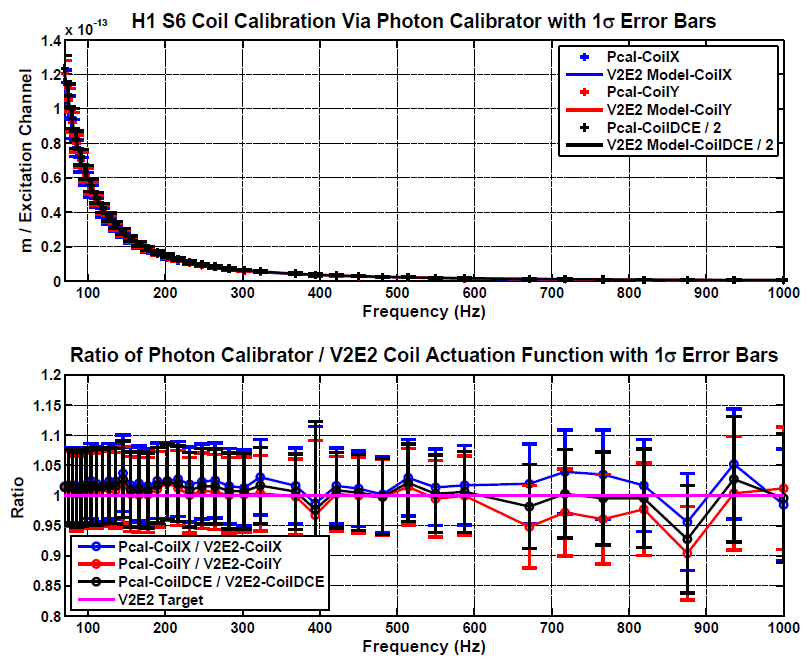 H1 S6 Coil Calibration Via Photon Calibrator with 1σ Error Bars
x 10^-13
1.4
1.2
1
0.8
0.6
0.4
0.2
0
m / Excitation Channel
Pcal-CoilX
V2E2 Model-CoilX
Pcal-CoilY
V2E2 Model-CoilY
Pcal-CoilDCE / 2
V2E2 Model-CoilDCE / 2
100 200 300 400 500 600 700 800 900 1000
Frequency (Hz)
Ratio of Photon Calibrator / V2E2 Coil Actuation Function with 1σ Error Bars
1.2
1.15
1.1
1.05
1
0.95
0.9
0.85
0.8
Ratio
Pcal-CoilX / V2E2-CoilX
Pcal-CoilY / V2E2-CoilY
Pcal-CoilDCE / V2E2-CoilDCE
V2E2 Target
100 200 300 400 500 600 700 800 900 1000
Frequency (Hz)